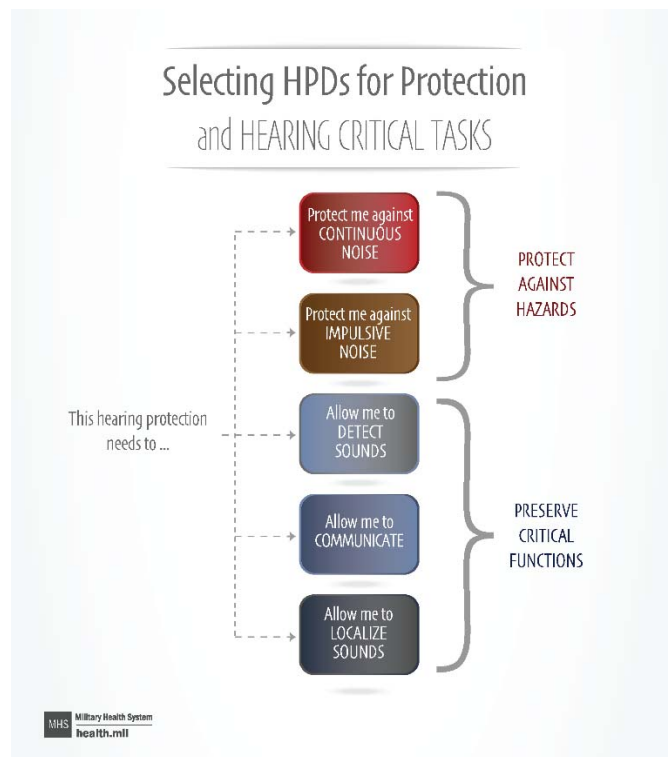 Selecting HPDs for Protection
and HEARING CRITICAL TASKS
Protect me against
CONTINUOUS
NOISE
PROTECT
AGAINST
HAZARDS
Protect me against
IMPULSIVE
NOISE
This hearing protection
needs to ...
Allow me to
DETECT
SOUNDS
Allow me to
COMMUNICATE
PRESERVE
CRITICAL
FUNCTIONS
Allow me to
LOCALIZE
SOUNDS
MHS
Military Health System
health.mil